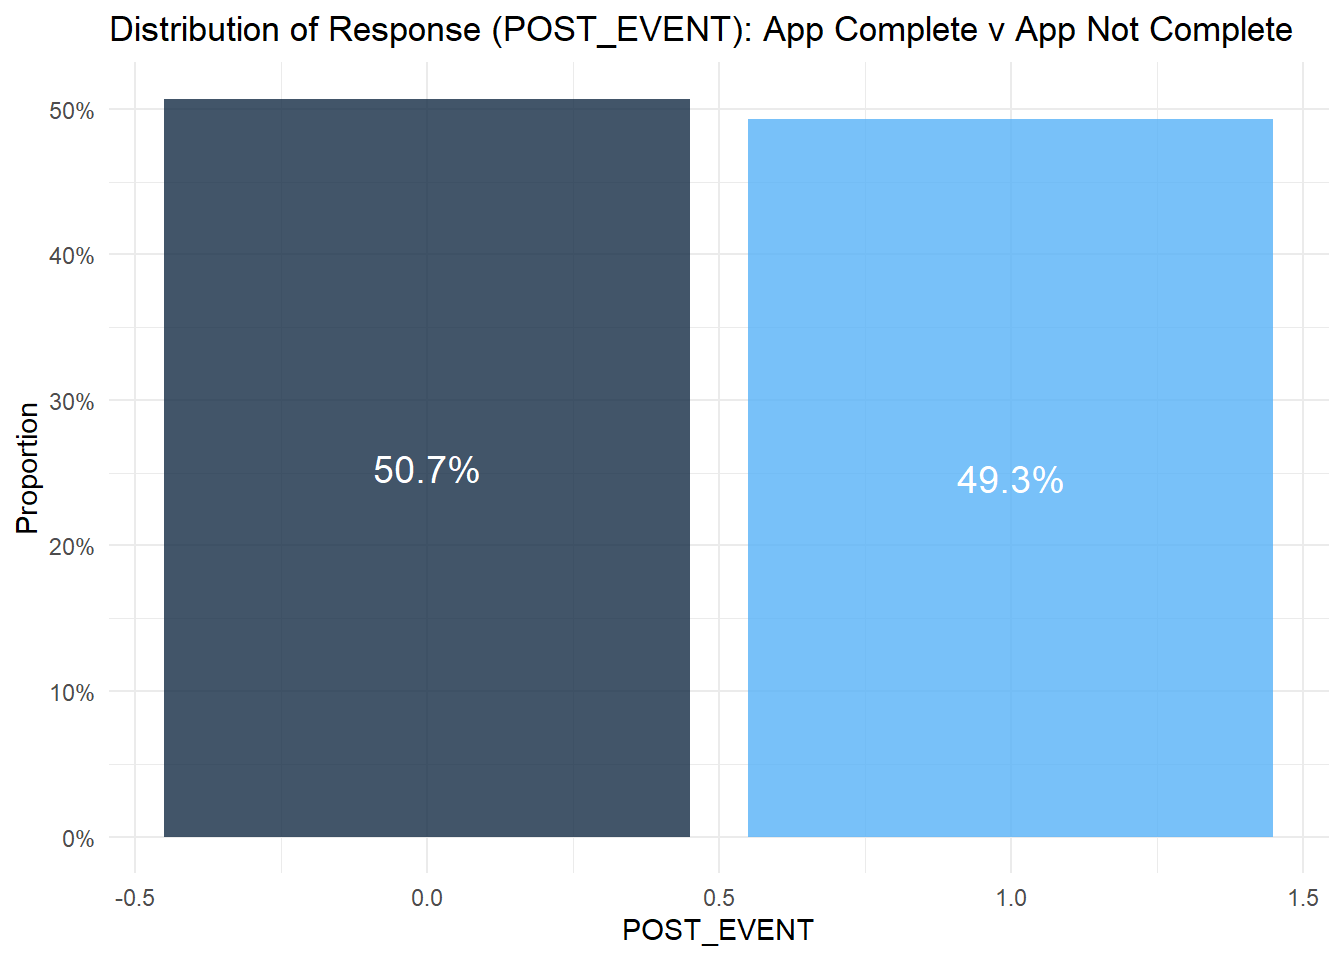 Distribution of Response (POST_EVENT): App Complete v App Not Complete
50%
40%
30%
20%
10%
0%
Proportion
50.7%
49.3%
-0.5 0.0 0.5 1.0 1.5
POST_EVENT